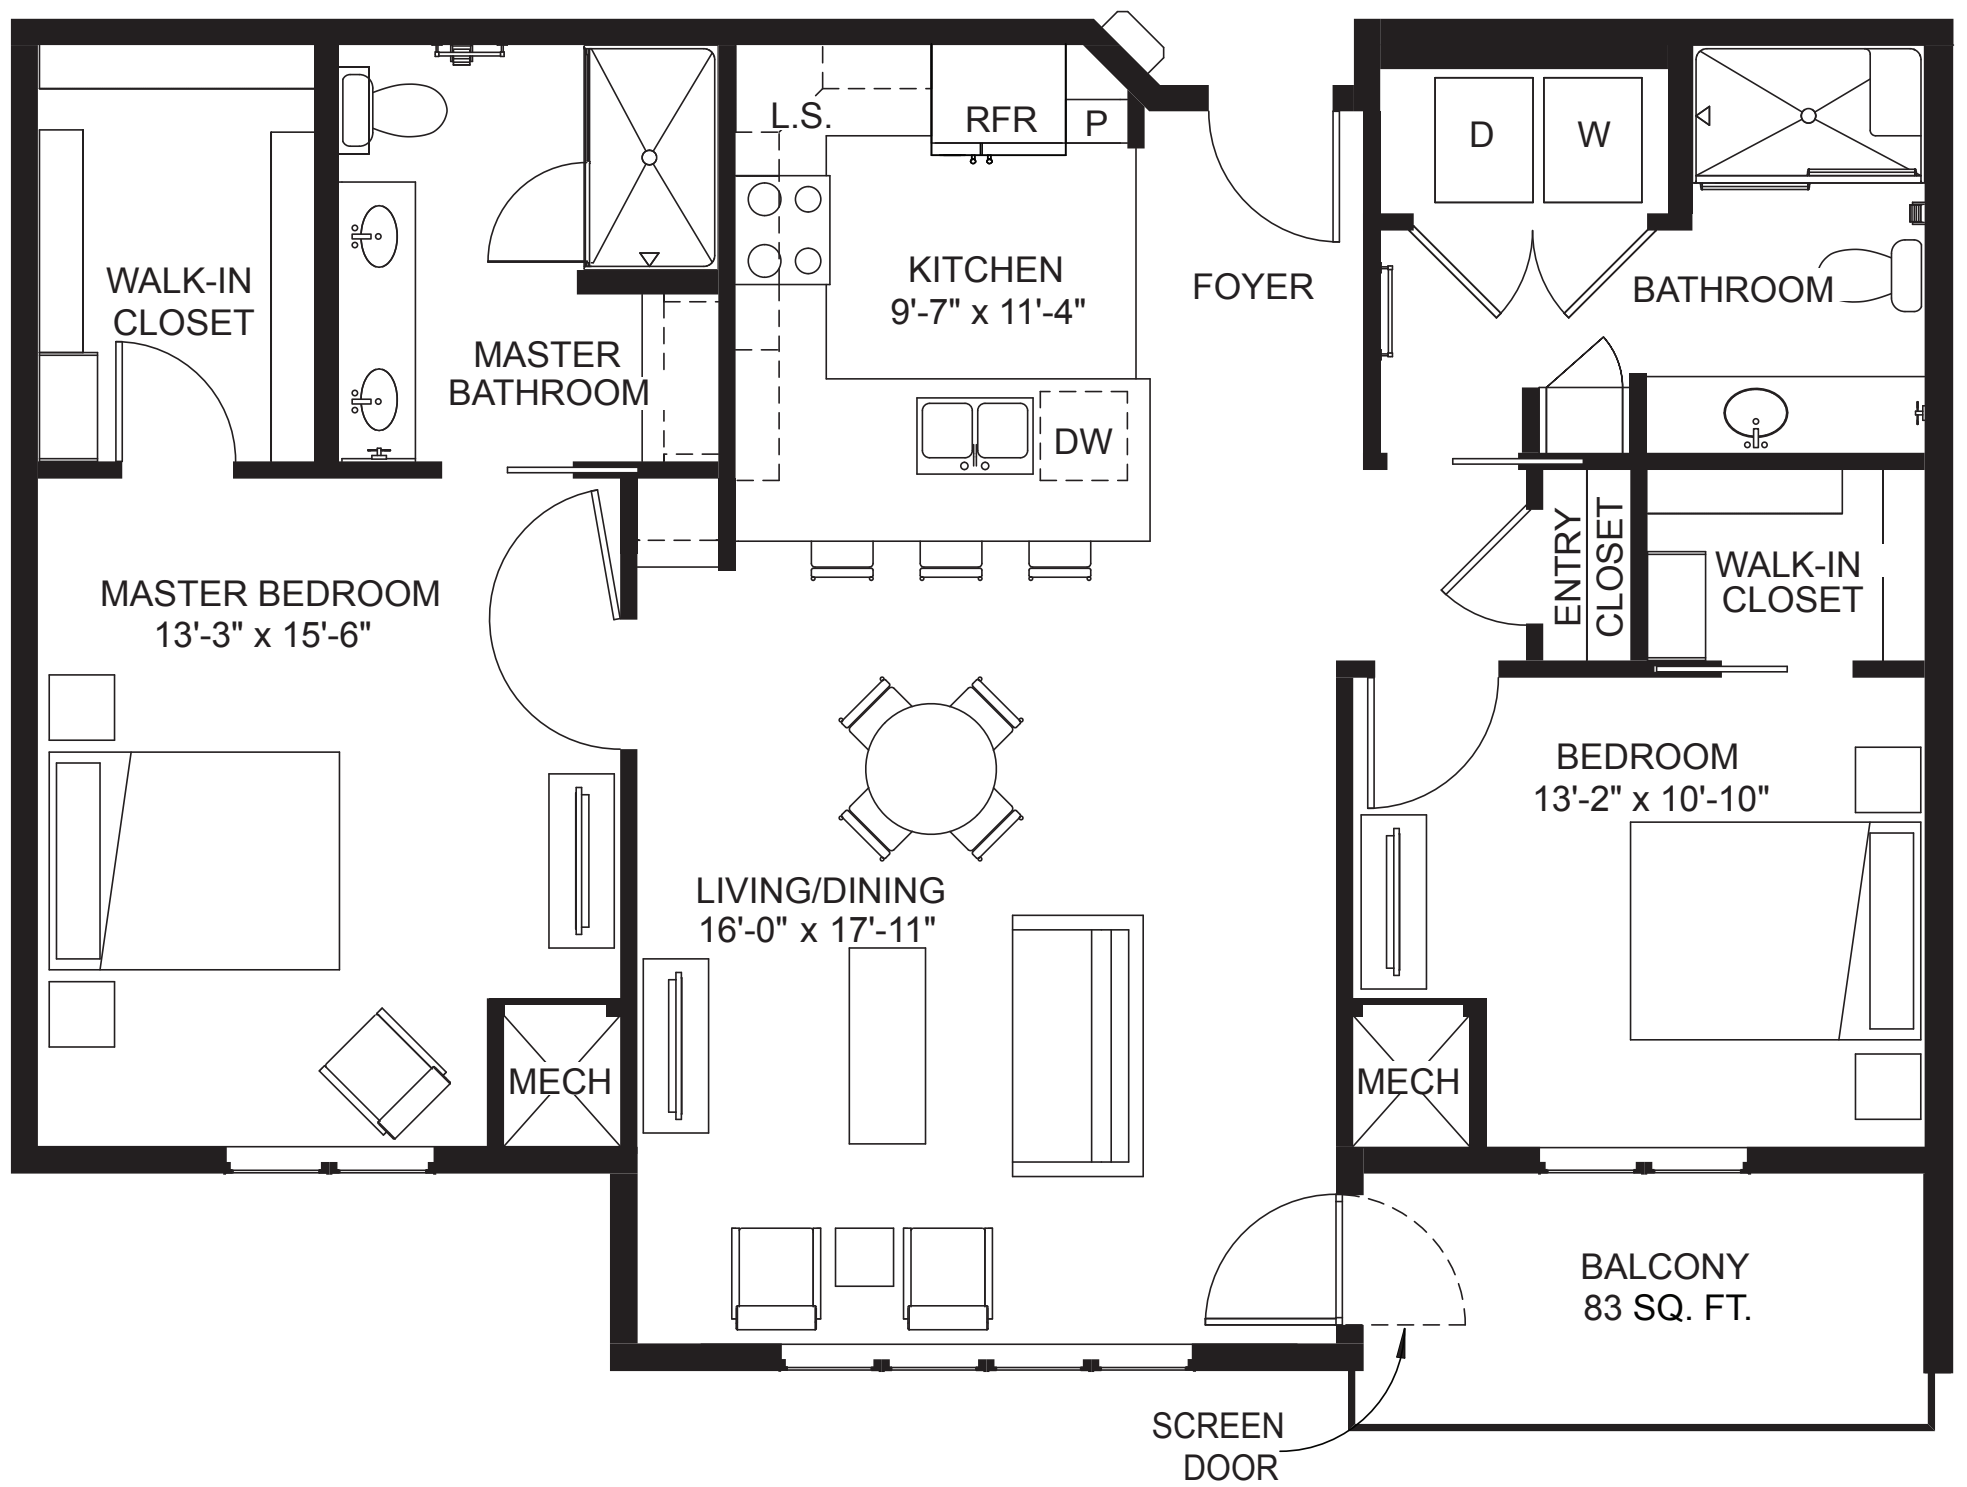 L.S.
RFR
P
D
W
WALK-IN
CLOSET
KITCHEN
9'-7" x 11'-4"
FOYER
BATHROOM
MASTER
BATHROOM
DW
MASTER BEDROOM
13'-3" x 15'-6"
ENTRY
CLOSET
WALK-IN
CLOSET
BEDROOM
13'-2" x 10'-10"
LIVING/DINING
16'-0" x 17'-11"
MECH
MECH
BALCONY
83 SQ. FT.
SCREEN
DOOR